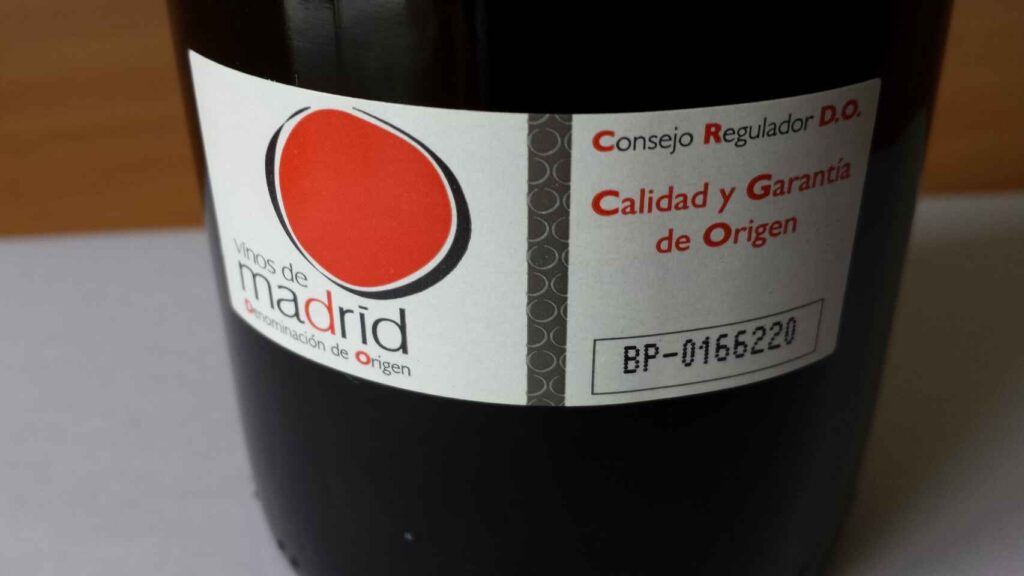 Vinos de
madrid
Denominación de Origen
Consejo Regulador D.O.
Calidad y Garantía
de Origen
BP-0166220